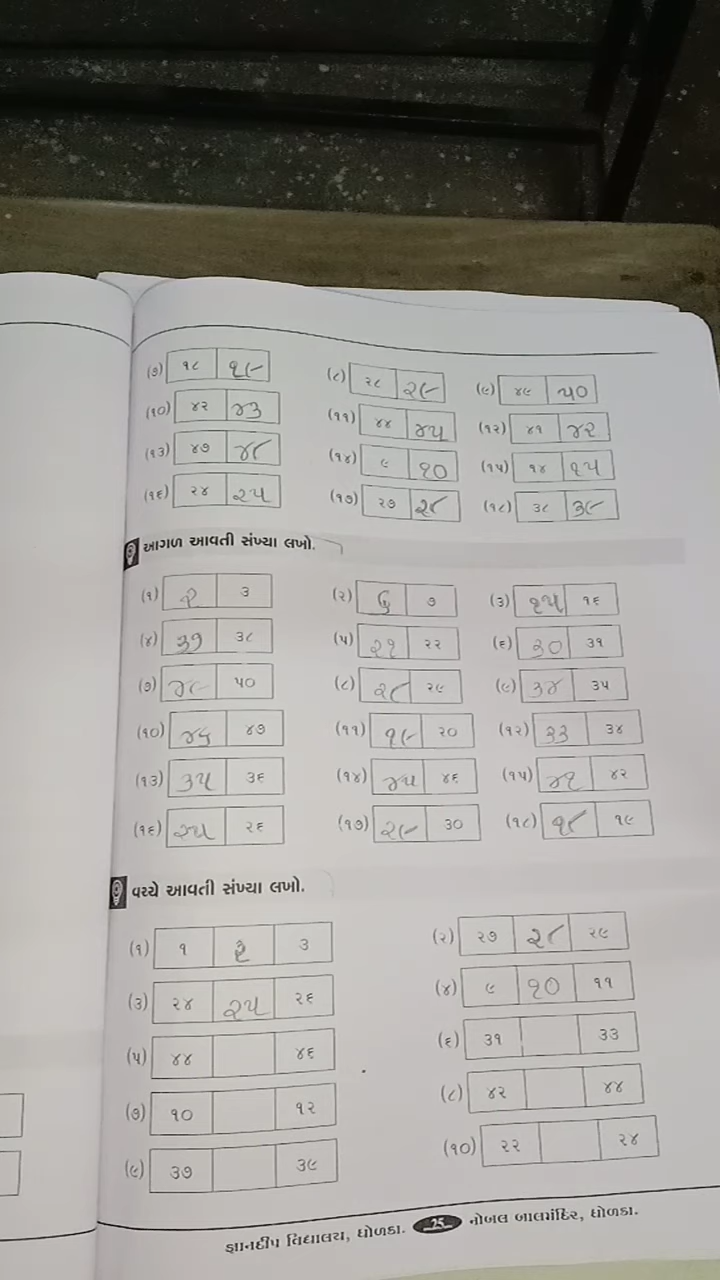 (૭) ૧૮ ૧૯ (૮) ૨૮ ૨૯ (૯) ૪૯ ૫૦
(૧૦) ૪૨ ૪૩ (૧૧) ૪૪ ૪૫ (૧૨) ૪૧ ૪૨
(૧૩) ૪૭ ૪૮ (૧૪) ૯ ૧૦ (૧૫) ૧૪ ૧૫
(૧૬) ૨૪ ૨૫ (૧૭) ૨૭ ૨૮ (૧૮) ૩૮ ૩૯
આગળ આવતી સંખ્યા લખો.
(૧) ૨ ૩ (૨) ૬ ૭ (૩) ૧૫ ૧૬
(૪) ૩૭ ૩૮ (૫) ૨૧ ૨૨ (૬) ૩૦ ૩૧
(૭) ૪૯ ૫૦ (૮) ૨૮ ૨૯ (૯) ૩૪ ૩૫
(૧૦) ૪૬ ૪૭ (૧૧) ૧૯ ૨૦ (૧૨) ૩૩ ૩૪
(૧૩) ૩૫ ૩૬ (૧૪) ૪૫ ૪૬ (૧૫) ૪૧ ૪૨
(૧૬) ૨૫ ૨૬ (૧૭) ૨૯ ૩૦ (૧૮) ૧૮ ૧૯
વચ્ચે આવતી સંખ્યા લખો.
(૧) ૧ ૨ ૩ (૨) ૨૭ ૨૮ ૨૯
(૩) ૨૪ ૨૫ ૨૬ (૪) ૯ ૧૦ ૧૧
(૫) ૪૪ ૪૬ (૬) ૩૧ ૩૩
(૭) ૧૦ ૧૨ (૮) ૪૨ ૪૪
(૯) ૩૭ ૩૯ (૧૦) ૨૨ ૨૪
જ્ઞાનદીપ વિદ્યાલય, ધોળકા. 25 નોબલ બાલમંદિર, ધોળકા.